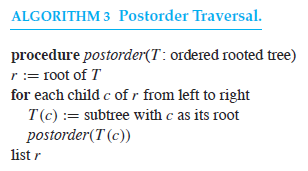 ALGORITHM 3 Postorder Traversal.
procedure postorder(T: ordered rooted tree)
r := root of T
for each child c of r from left to right
T(c) := subtree with c as its root
postorder(T(c))
list r